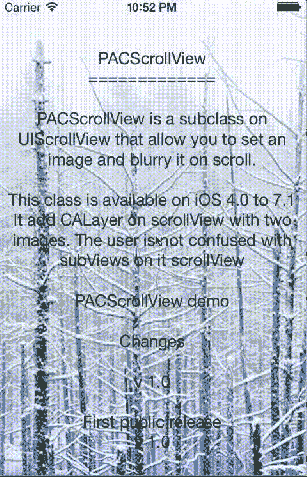 Carrier 10:52 PM
PACScrollView
=============
PACScrollView is a subclass on
UIScrollView that allow you to set an
image and blurry it on scroll.
This class is available on iOS 4.0 to 7.1
It add CALayer on scrollView with two
images. The user is not confused with
subViews on it scrollView
PACScrollView demo
Changes
v 1.0
First public release
v 1.0